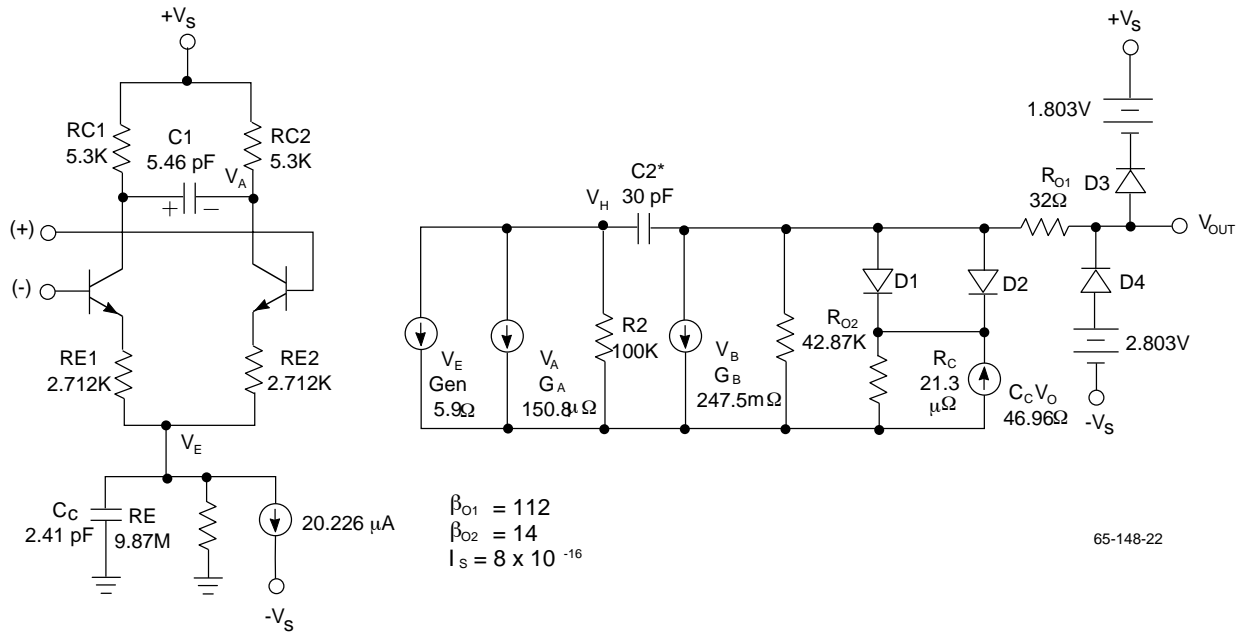 +VS
RC1
5.3K
C1
5.46 pF
RC2
5.3K
VA
+
−
(+)
(-)
RE1
2.712K
RE2
2.712K
VE
CC
2.41 pF
RE
9.87M
20.226 μA
-VS
VH
C2*
30 pF
VE
Gen
5.9Ω
VA
GA
150.8μΩ
R2
100K
VB
GB
247.5mΩ
RO2
42.87K
D1
D2
RC
21.3
μΩ
CCVO
46.96Ω
RO1
32Ω
+VS
1.803V
D3
VOUT
D4
2.803V
-VS
βO1 = 112
βO2 = 14
IS = 8 x 10 -16
65-148-22